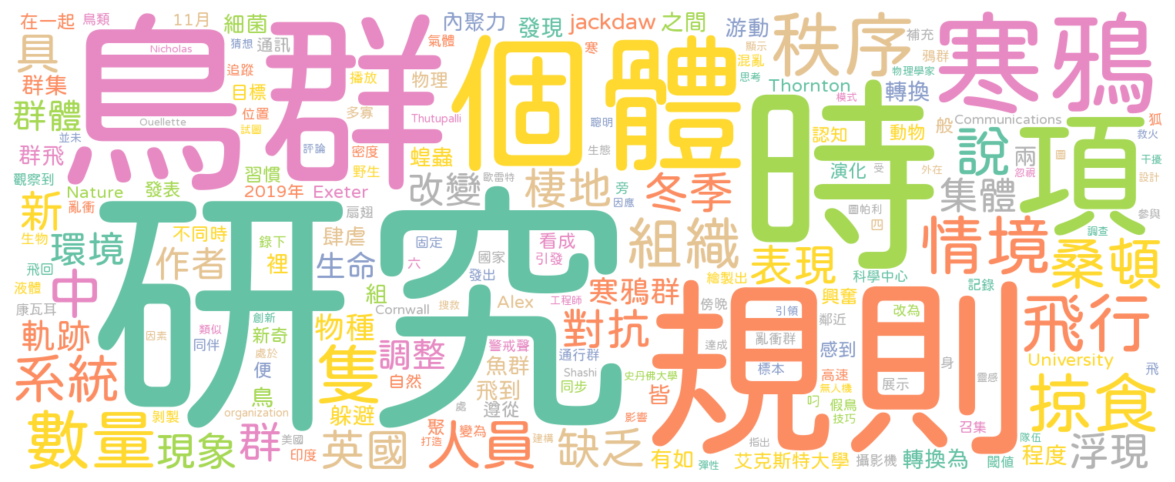 在一起 鳥類 11月 細菌 內聚力 發現 jackdaw 之間 游動 秩序 補充 寒鴉
具 Nicholas 猜想 通訊 氣體 寒 顯示 混亂 鴉群
群集 追蹤 播放 物理 思考 物理學家
鳥群 個體 時 項
群體 目標 位置 多寡 Thutupalli 聰明 Thornton 轉換 模式 狐
並未 Ouellette 試圖 評論 密度 蝗蟲 生態 認知 動物 般 Communications 救火
群飛 習慣 野生 說 兩 忽視 圖 干擾
觀察到 Nature 發表 2019年 Exeter 改變 歐雷特 棲地 旁 因應 冬季 演化 受 外在 集體 設計
新 亂衝 扇翅 圖帕利 四 參與
生物 環境 不同時 錄下 肆虐 固定 國家 看成 引發 組織 表現 情境 調查 桑頓
飛回 作者 裡 生命 六 發出 繪製出 科學中心
液體 中 組 Cornwall 搜救 Alex 工程師 寒鴉群 傍晚 興奮 記錄
康瓦耳 研究 規則
軌跡 因素 類似 創新 新奇 物種 同伴 對抗 亂衝群 引領 鄰近 改為 飛行
系統 處於 便 隻 調整 警戒聲 魚群 通行群 Shashi 達成 感到 身 University 飛
鳥 自然 飛到 同步 史丹佛大學 標本 高速 無人機 展示 靈感
剝製 organization 躲避 遵從 皆 叼 假鳥 掠食
數量 現象 群 美國 印度 英國 聚 打造 處 變為 人員 建構 缺乏 影響 技巧 召集 隊伍
有如 指出 彈性 艾克斯特大學 攝影機 轉換為 閾值 程度 浮現